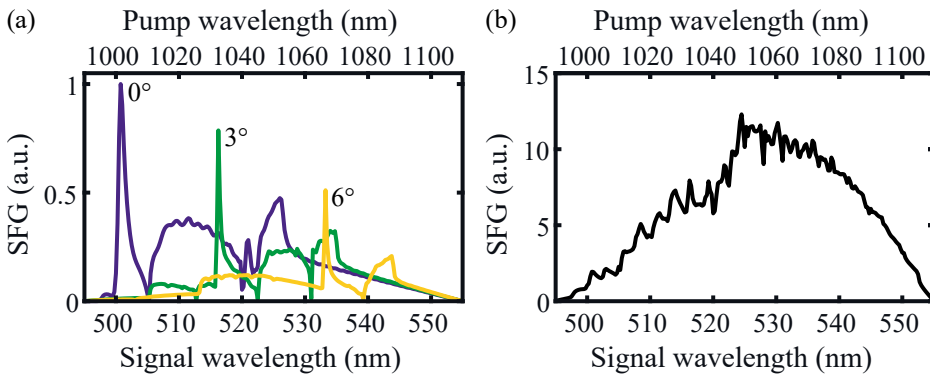 (a) Pump wavelength (nm)
1000 1020 1040 1060 1080 1100
1
0.5
0
SFG (a.u.)
0°
3°
6°
500 510 520 530 540 550
Signal wavelength (nm)
(b) Pump wavelength (nm)
1000 1020 1040 1060 1080 1100
15
10
5
0
SFG (a.u.)
500 510 520 530 540 550
Signal wavelength (nm)